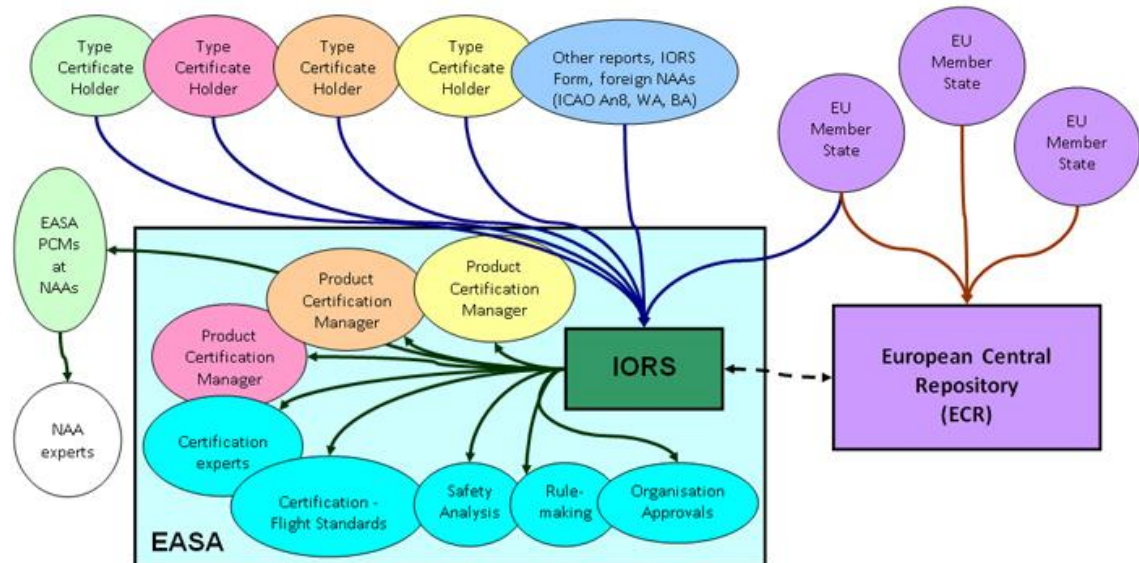 Type
Certificate
Holder
Type
Certificate
Holder
Type
Certificate
Holder
Type
Certificate
Holder
Other reports, IORS
Form, foreign NAAs
(ICAO An8, WA, BA)
EU
Member
State
EU
Member
State
EU
Member
State
EASA
PCMs
at
NAAs
NAA
experts
Product
Certification
Manager
Product
Certification
Manager
Product
Certification
Manager
IORS
European Central
Repository
(ECR)
Certification
experts
Certification -
Flight Standards
Safety
Analysis
Rule-
making
Organisation
Approvals
EASA